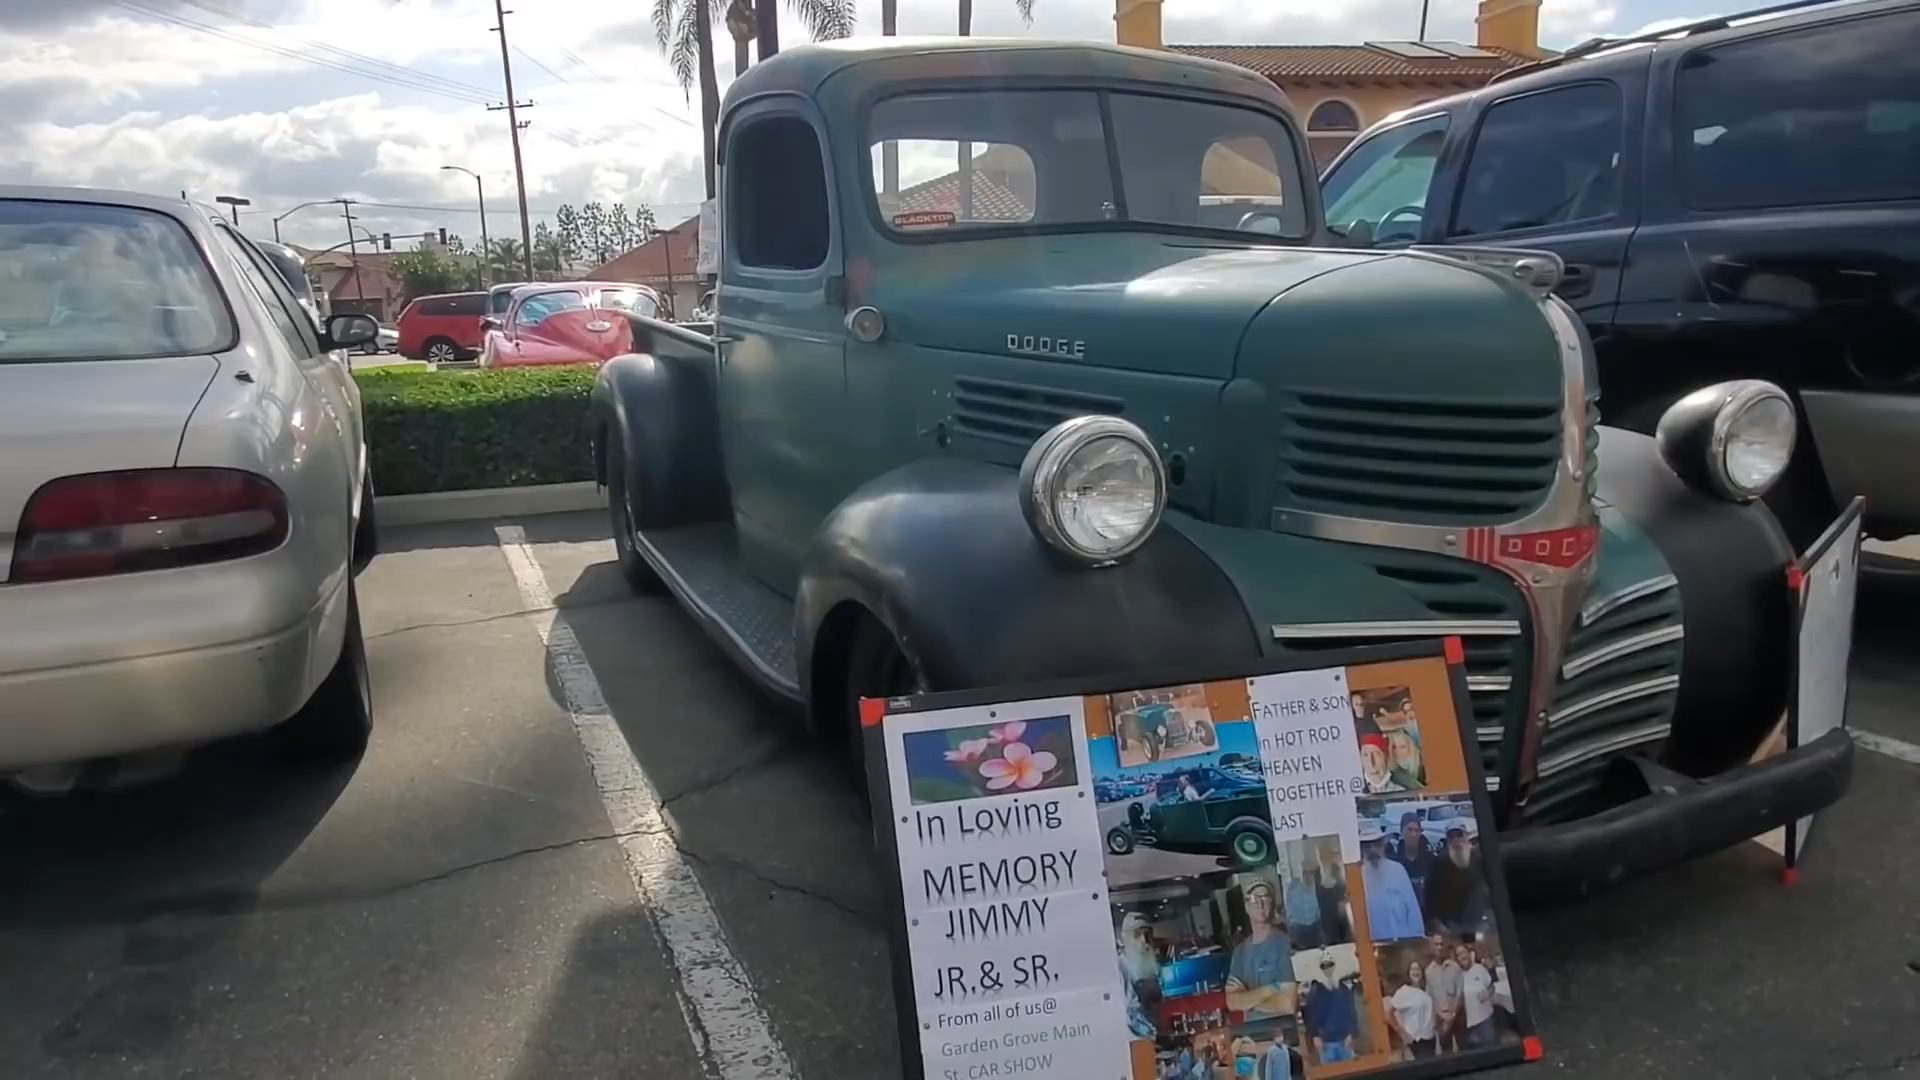 BLACKTOP
DODGE
DODG
In Loving
MEMORY
JIMMY
JR.& SR.
From all of us@
Garden Grove Main
St. CAR SHOW
FATHER & SON
in HOT ROD
HEAVEN
TOGETHER @
LAST